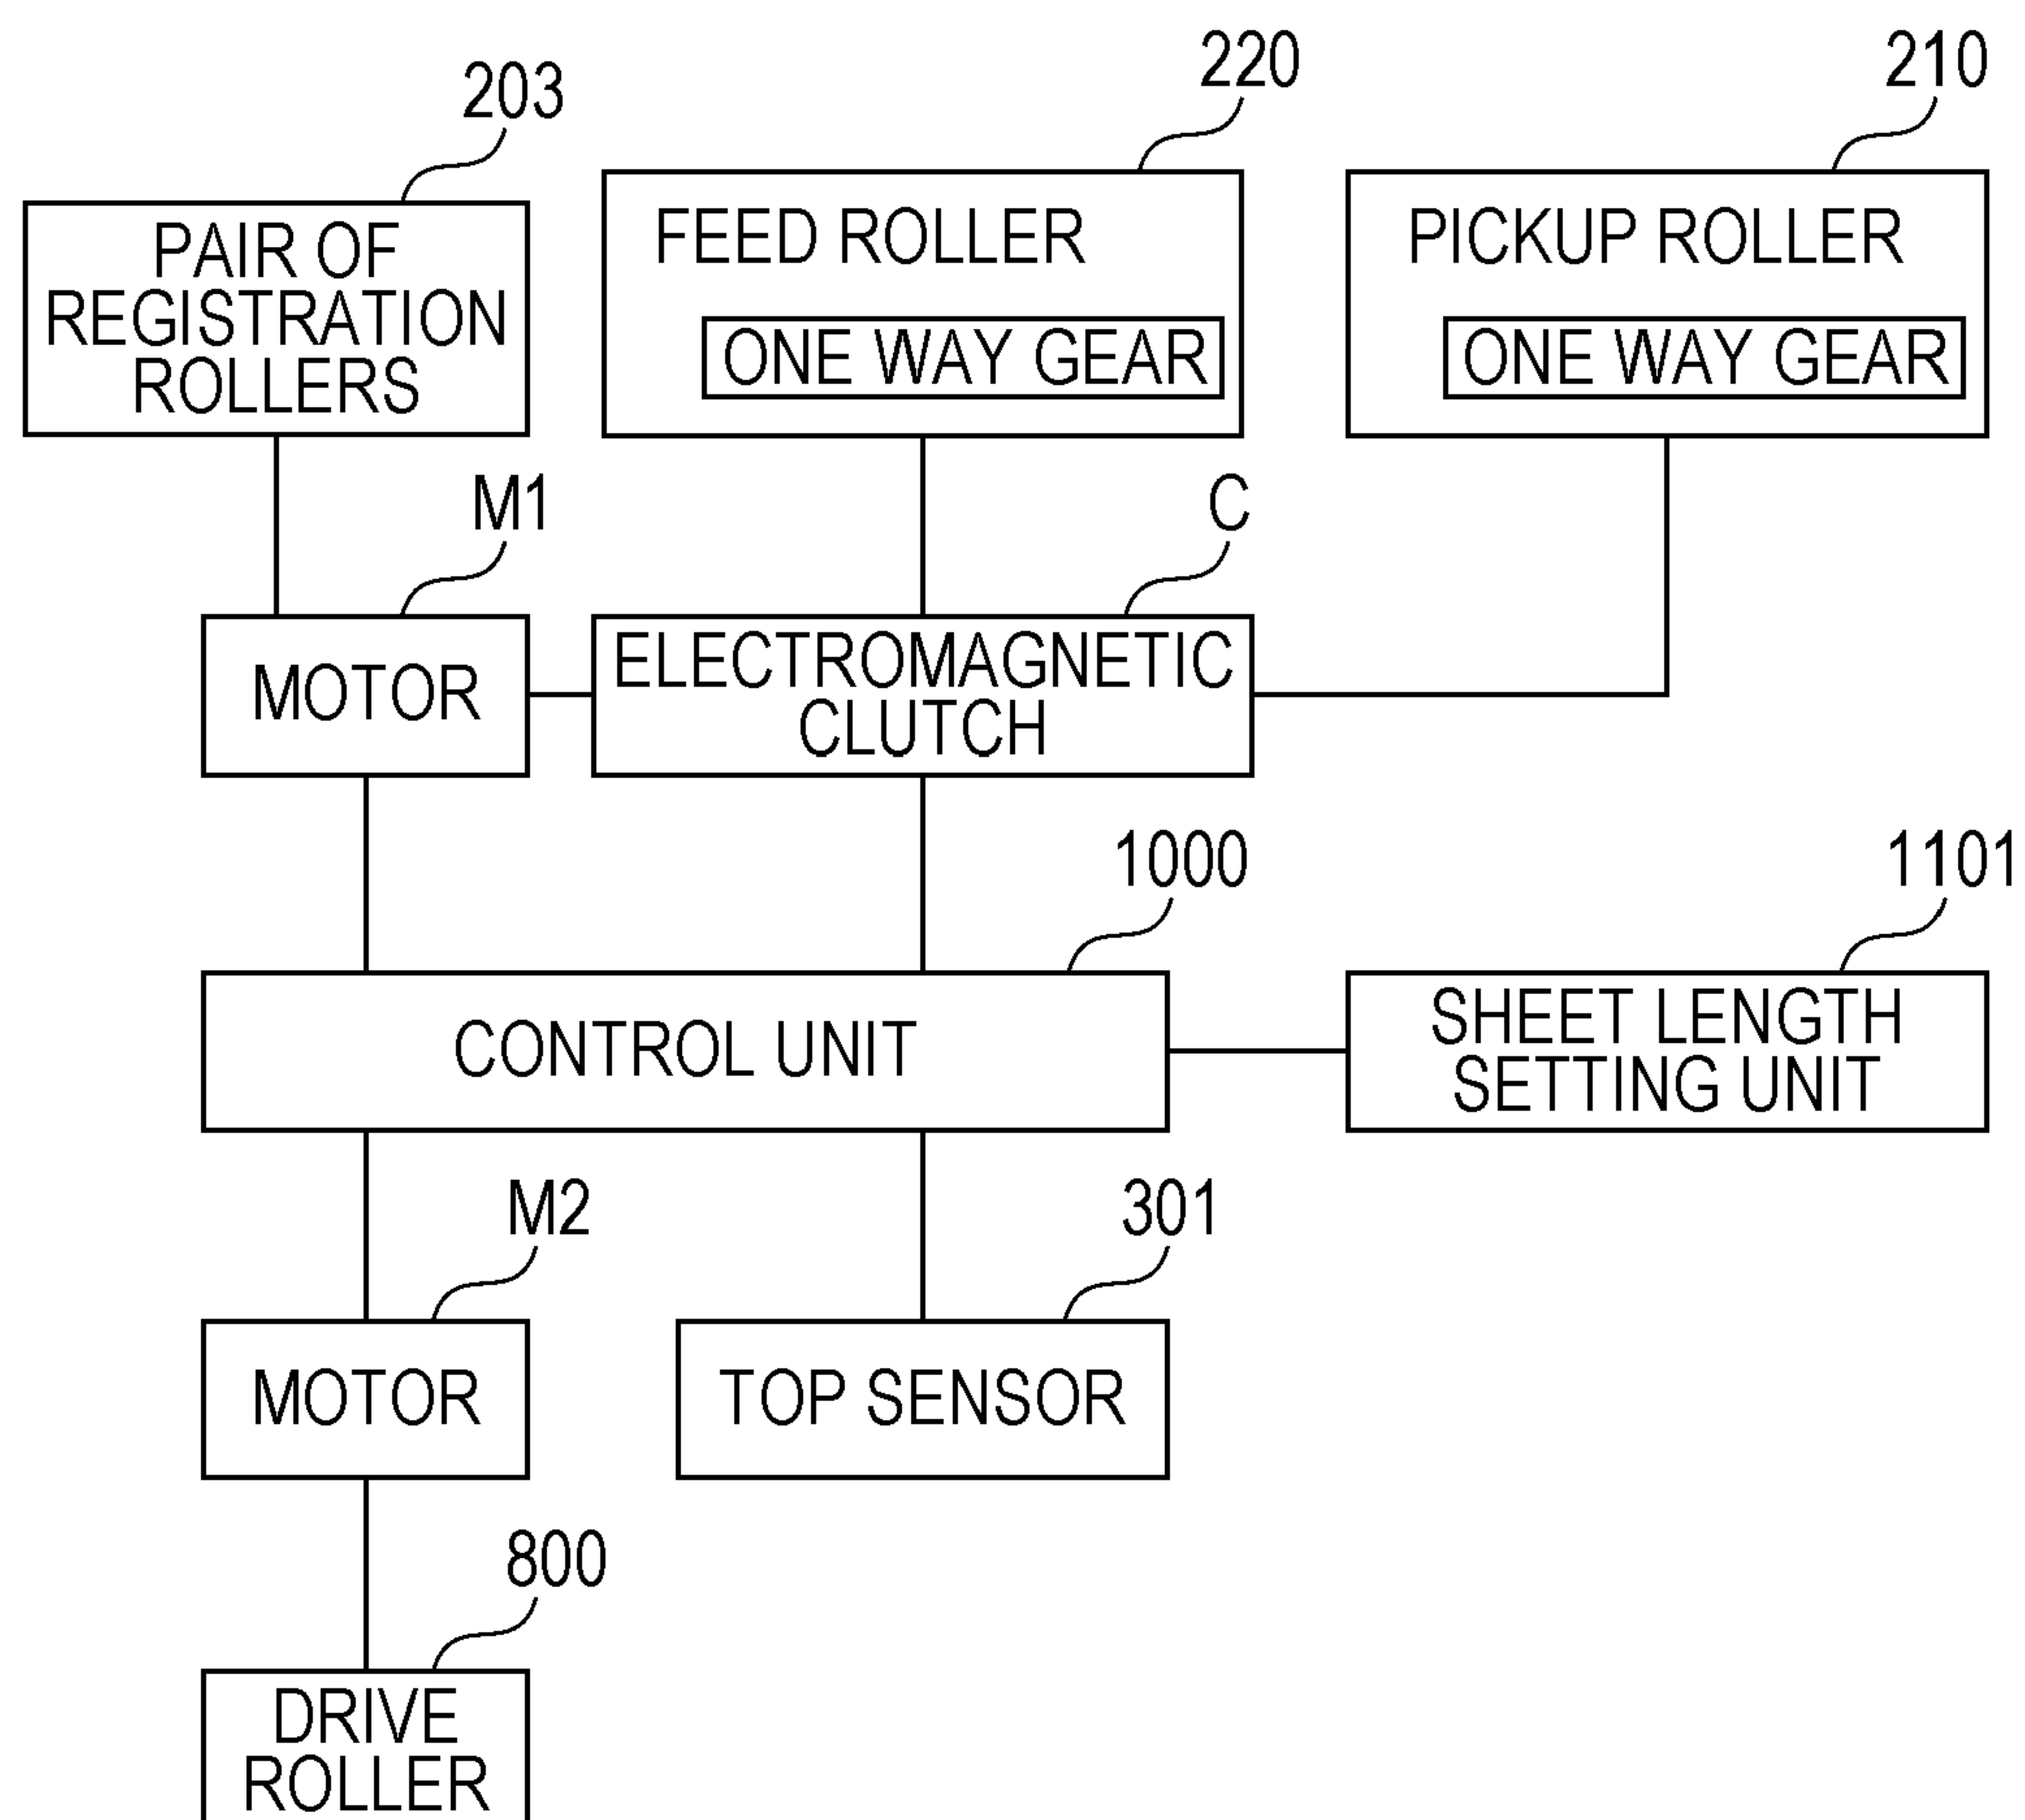 203
220
210
PAIR OF
REGISTRATION
ROLLERS
FEED ROLLER
ONE WAY GEAR
PICKUP ROLLER
ONE WAY GEAR
M1
C
MOTOR
ELECTROMAGNETIC
CLUTCH
1000
1101
CONTROL UNIT
SHEET LENGTH
SETTING UNIT
M2
301
MOTOR
TOP SENSOR
800
DRIVE
ROLLER